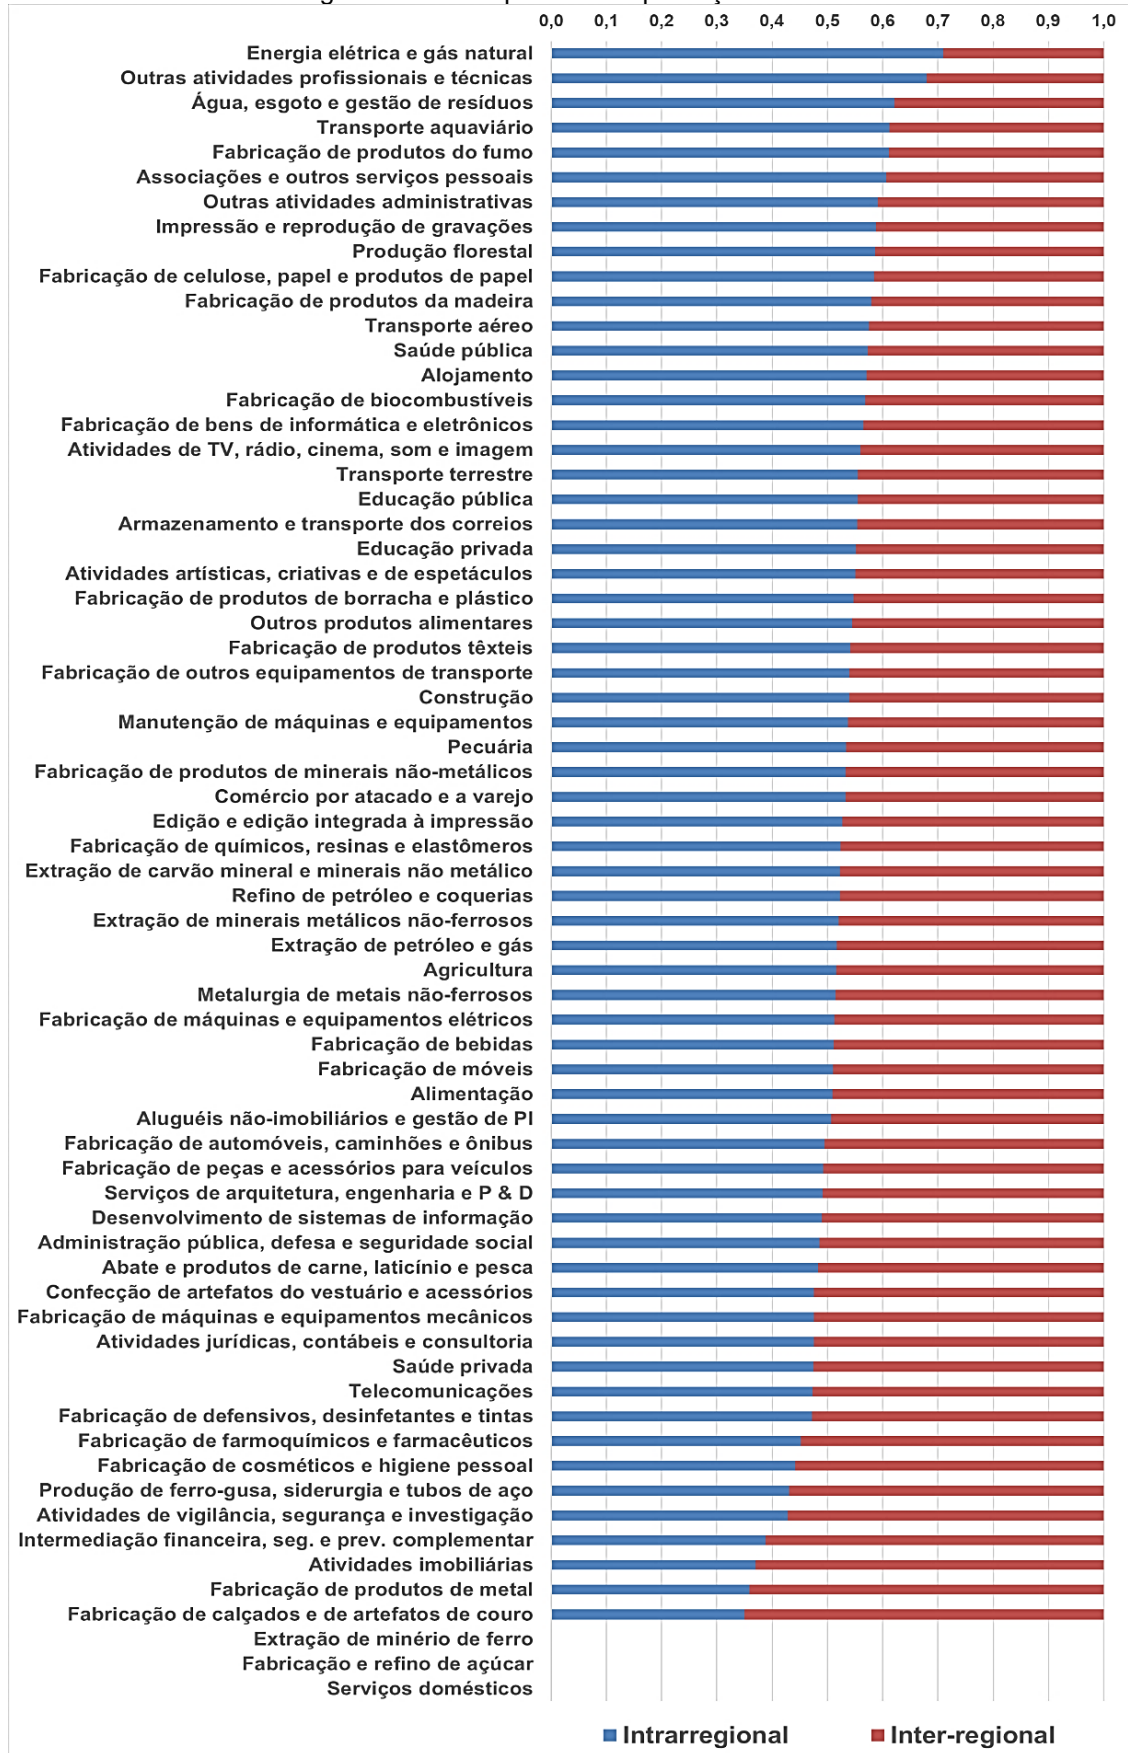 0,0 0,1 0,2 0,3 0,4 0,5 0,6 0,7 0,8 0,9 1,0
Energia elétrica e gás natural
Outras atividades profissionais e técnicas
Água, esgoto e gestão de resíduos
Transporte aquaviário
Fabricação de produtos do fumo
Associações e outros serviços pessoais
Outras atividades administrativas
Impressão e reprodução de gravações
Produção florestal
Fabricação de celulose, papel e produtos de papel
Fabricação de produtos da madeira
Transporte aéreo
Saúde pública
Alojamento
Fabricação de biocombustíveis
Fabricação de bens de informática e eletrônicos
Atividades de TV, rádio, cinema, som e imagem
Transporte terrestre
Educação pública
Armazenamento e transporte dos correios
Educação privada
Atividades artísticas, criativas e de espetáculos
Fabricação de produtos de borracha e plástico
Outros produtos alimentares
Fabricação de produtos têxteis
Fabricação de outros equipamentos de transporte
Construção
Manutenção de máquinas e equipamentos
Pecuária
Fabricação de produtos de minerais não-metálicos
Comércio por atacado e a varejo
Edição e edição integrada à impressão
Fabricação de químicos, resinas e elastômeros
Extração de carvão mineral e minerais não metálico
Refino de petróleo e coquerias
Extração de minerais metálicos não-ferrosos
Extração de petróleo e gás
Agricultura
Metalurgia de metais não-ferrosos
Fabricação de máquinas e equipamentos elétricos
Fabricação de bebidas
Fabricação de móveis
Alimentação
Aluguéis não-imobiliários e gestão de PI
Fabricação de automóveis, caminhões e ônibus
Fabricação de peças e acessórios para veículos
Serviços de arquitetura, engenharia e P & D
Desenvolvimento de sistemas de informação
Administração pública, defesa e seguridade social
Abate e produtos de carne, laticínio e pesca
Confecção de artefatos do vestuário e acessórios
Fabricação de máquinas e equipamentos mecânicos
Atividades jurídicas, contábeis e consultoria
Saúde privada
Telecomunicações
Fabricação de defensivos, desinfetantes e tintas
Fabricação de farmoquímicos e farmacêuticos
Fabricação de cosméticos e higiene pessoal
Produção de ferro-gusa, siderurgia e tubos de aço
Atividades de vigilância, segurança e investigação
Intermediação financeira, seg. e prev. complementar
Atividades imobiliárias
Fabricação de produtos de metal
Fabricação de calçados e de artefatos de couro
Extração de minério de ferro
Fabricação e refino de açúcar
Serviços domésticos
Intrarregional Inter-regional